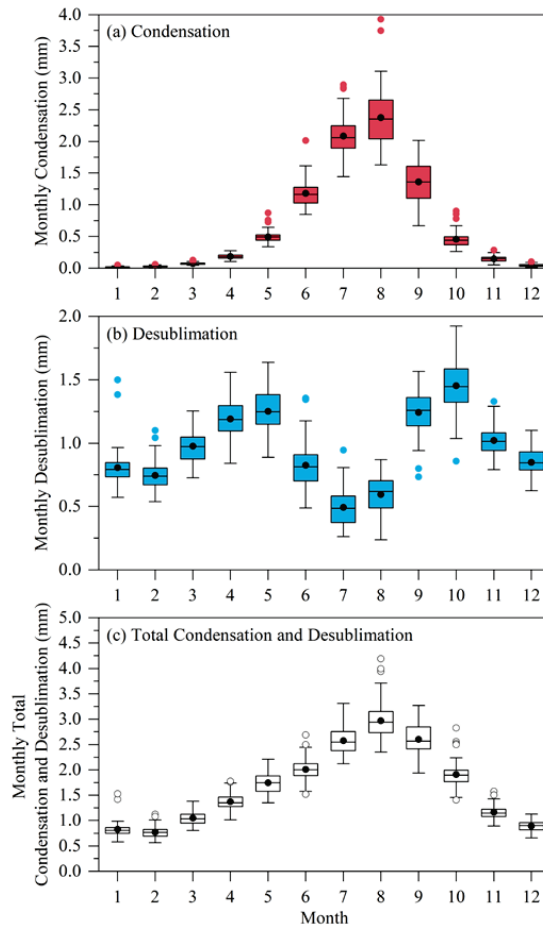 (a) Condensation
Monthly Condensation (mm)
4.0
3.5
3.0
2.5
2.0
1.5
1.0
0.5
0.0
1 2 3 4 5 6 7 8 9 10 11 12
(b) Desublimation
Monthly Desublimation (mm)
2.0
1.5
1.0
0.5
0.0
1 2 3 4 5 6 7 8 9 10 11 12
(c) Total Condensation and Desublimation
Monthly Total
Condensation and Desublimation (mm)
5.0
4.5
4.0
3.5
3.0
2.5
2.0
1.5
1.0
0.5
0.0
1 2 3 4 5 6 7 8 9 10 11 12
Month